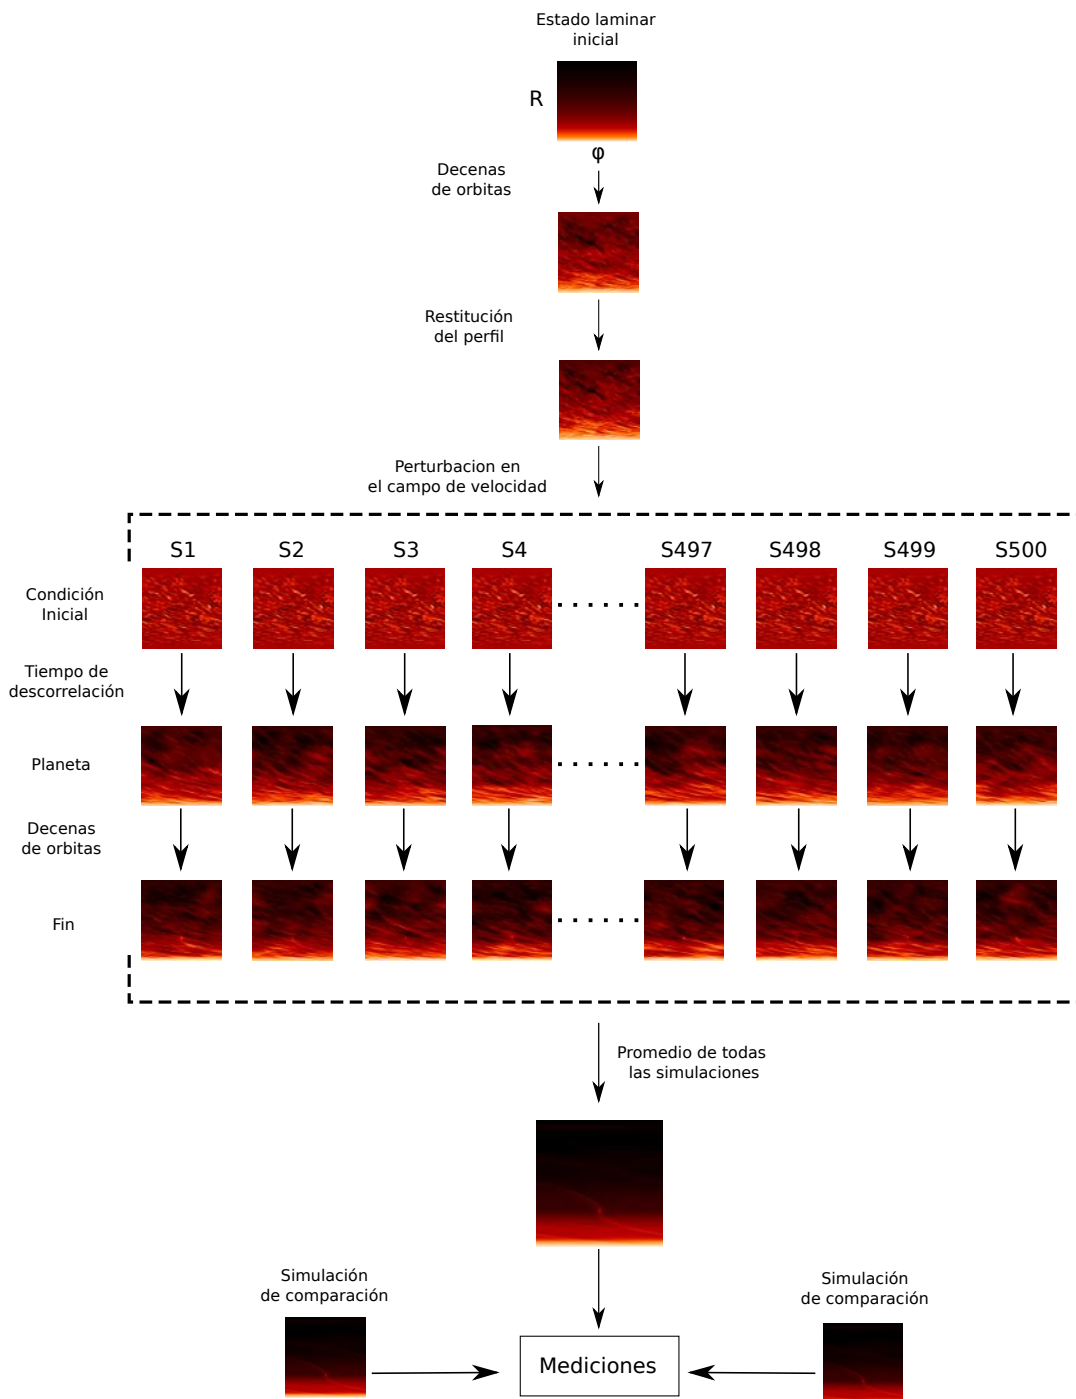 Estado laminar
inicial
R
φ
Decenas
de orbitas
Restitución
del perfil
Perturbacion en
el campo de velocidad
S1 S2 S3 S4 S497 S498 S499 S500
Condición
Inicial
Tiempo de
descorrelación
Planeta
Decenas
de orbitas
Fin
Promedio de todas
las simulaciones
Simulación
de comparación
Simulación
de comparación
Mediciones